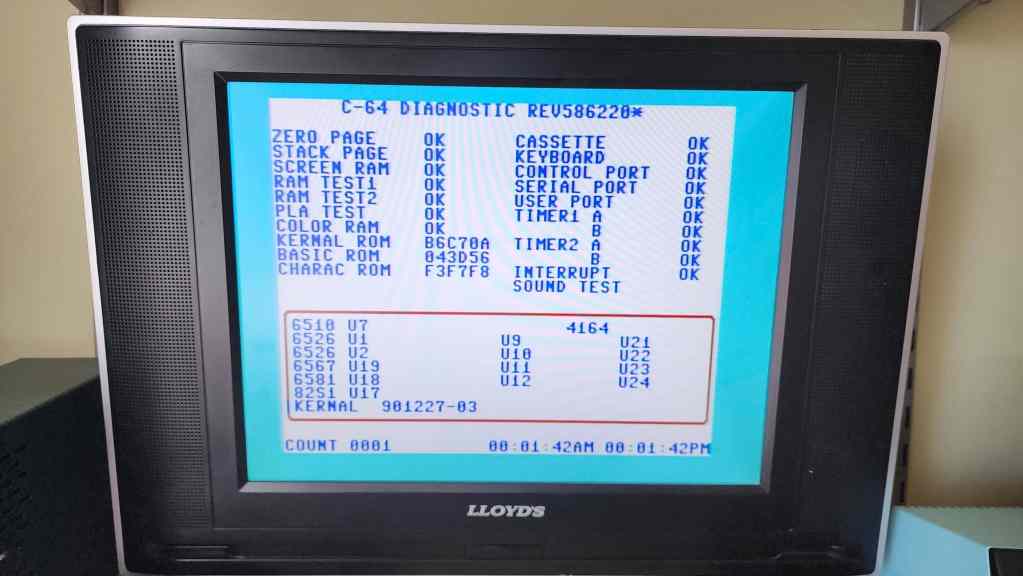 C-64 DIAGNOSTIC REV586220*
ZERO PAGE OK CASSETTE OK
STACK PAGE OK KEYBOARD OK
SCREEN RAM OK CONTROL PORT OK
RAM TEST1 OK SERIAL PORT OK
RAM TEST2 OK USER PORT OK
PLA TEST OK TIMER1 A OK
COLOR RAM OK B OK
KERNAL ROM B6C70A TIMER2 A OK
BASIC ROM 043D56 B OK
CHARAC ROM F3F7F8 INTERRUPT OK
SOUND TEST
6510 U7 4164
6526 U1 U9 U21
6526 U2 U10 U22
6567 U19 U11 U23
6581 U18 U12 U24
82S1 U17
KERNAL 901227-03
COUNT 0001 00:01:42AM 00:01:42PM
LLOYD'S